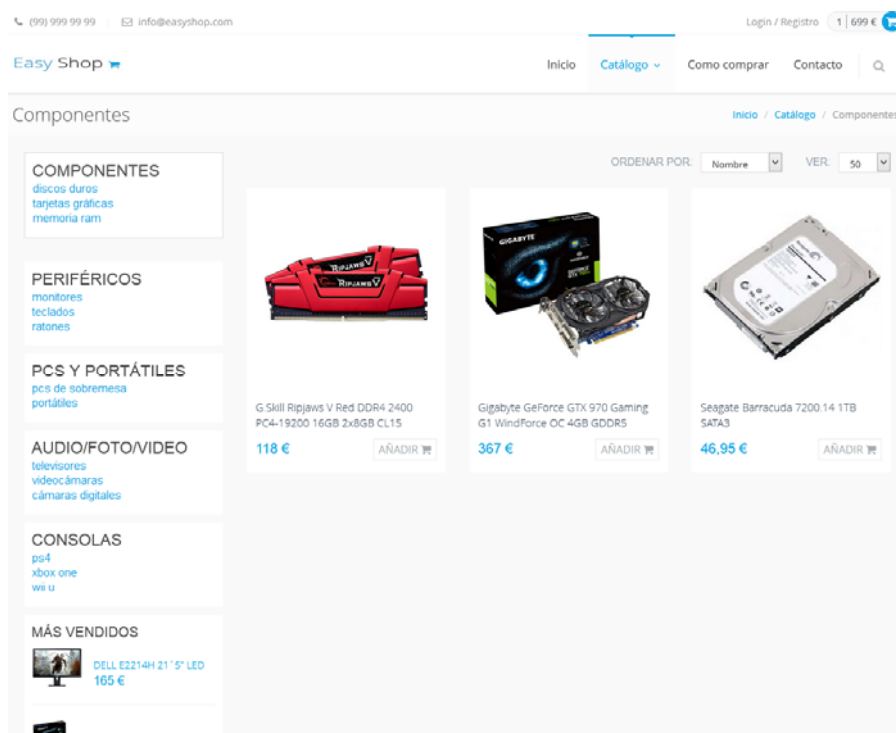 (99) 999 99 99 info@easyshop.com Login / Registro 1 699 €
Easy Shop Inicio Catálogo Como comprar Contacto
Componentes Inicio / Catálogo / Componentes
ORDENAR POR: Nombre VER: 50
COMPONENTES
discos duros
tarjetas gráficas
memoria ram
PERIFÉRICOS
monitores
teclados
ratones
PCS Y PORTÁTILES
pcs de sobremesa
portátiles
AUDIO/FOTO/VIDEO
televisores
videocámaras
cámaras digitales
CONSOLAS
ps4
xbox one
wii u
MÁS VENDIDOS
DELL E2214H 21´5" LED
165 €
RIPJAWS V
RIPJAWS V
G.Skill Ripjaws V Red DDR4 2400
PC4-19200 16GB 2x8GB CL15
118 € AÑADIR
GIGABYTE
Gigabyte GeForce GTX 970 Gaming
G1 WindForce OC 4GB GDDR5
367 € AÑADIR
Seagate Barracuda 7200.14 1TB
SATA3
46,95 € AÑADIR